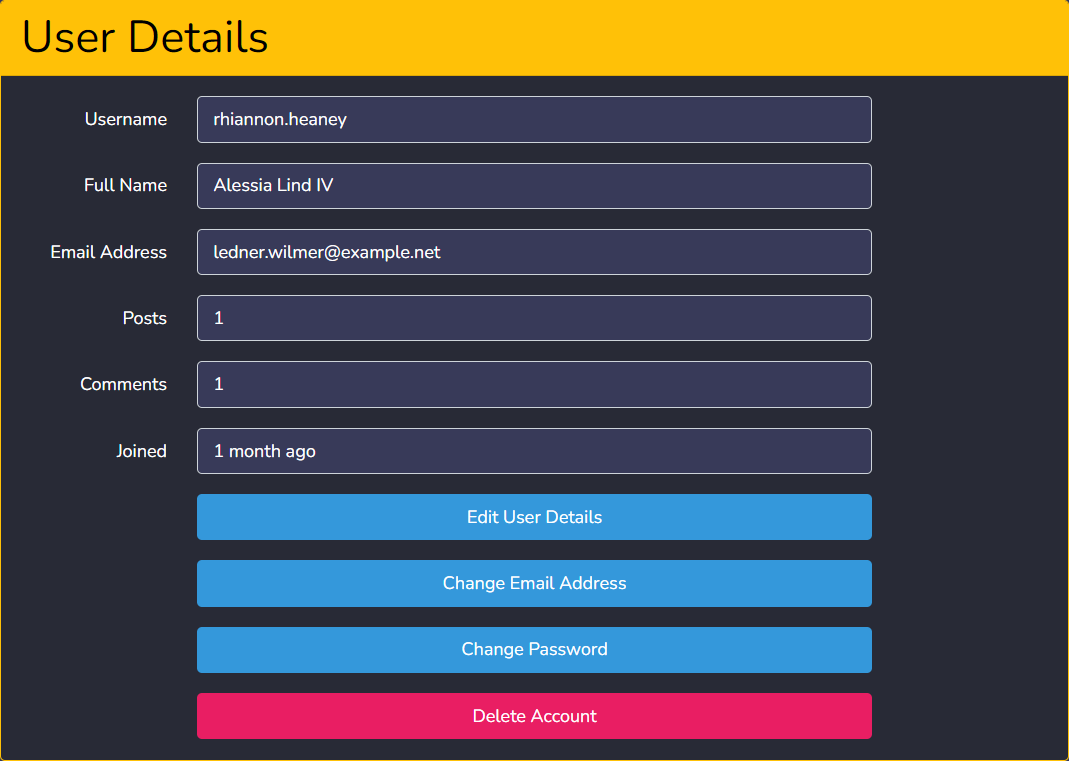 User Details
Username rhiannon.heaney
Full Name Alessia Lind IV
Email Address ledner.wilmer@example.net
Posts 1
Comments 1
Joined 1 month ago
Edit User Details
Change Email Address
Change Password
Delete Account